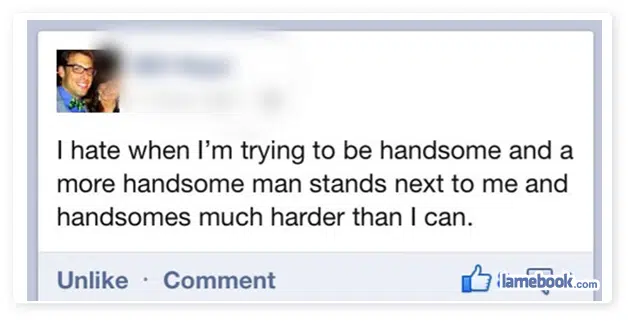 I hate when I'm trying to be handsome and a
more handsome man stands next to me and
handsomes much harder than I can.
Unlike · Comment
lamebook.com